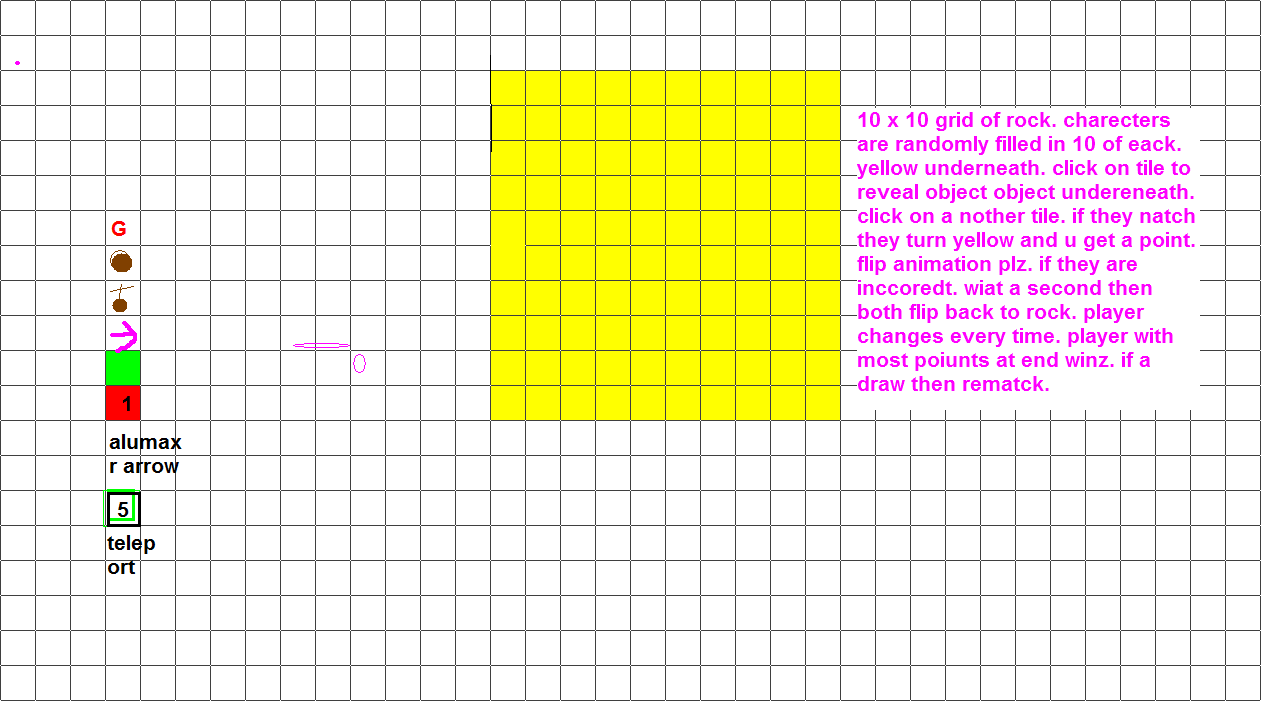 10 x 10 grid of rock. charecters
are randomly filled in 10 of eack.
yellow underneath. click on tile to
reveal object object undereneath.
click on a nother tile. if they natch
they turn yellow and u get a point.
flip animation plz. if they are
inccoredt. wiat a second then
both flip back to rock. player
changes every time. player with
most poiunts at end winz. if a
draw then rematck.
G
1
alumax
r arrow
5
telep
ort